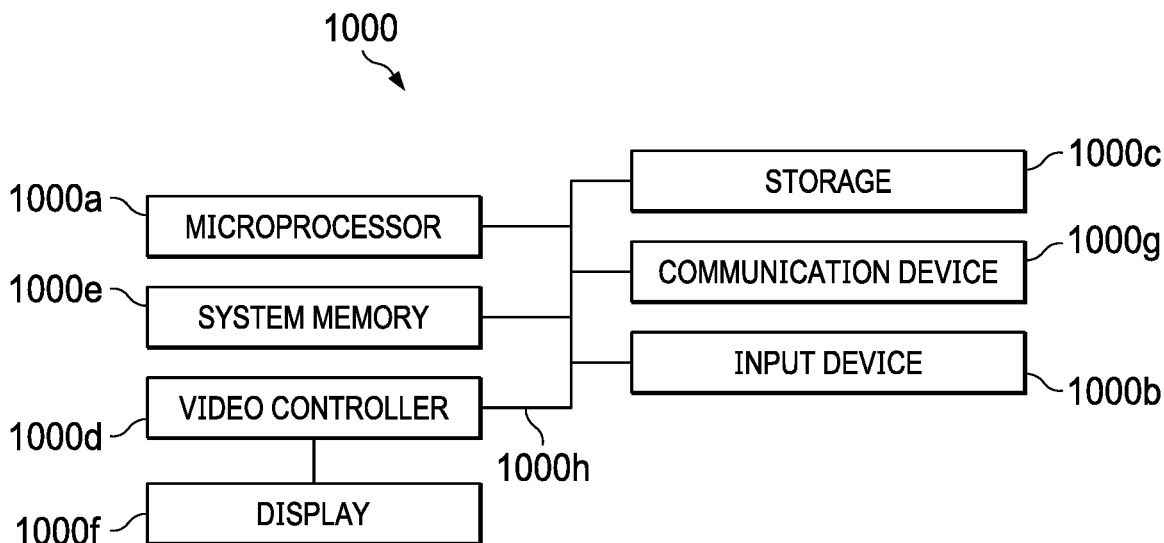 1000
1000a
MICROPROCESSOR
1000e
SYSTEM MEMORY
1000d
VIDEO CONTROLLER
1000f
DISPLAY
1000h
STORAGE
1000c
COMMUNICATION DEVICE
1000g
INPUT DEVICE
1000b